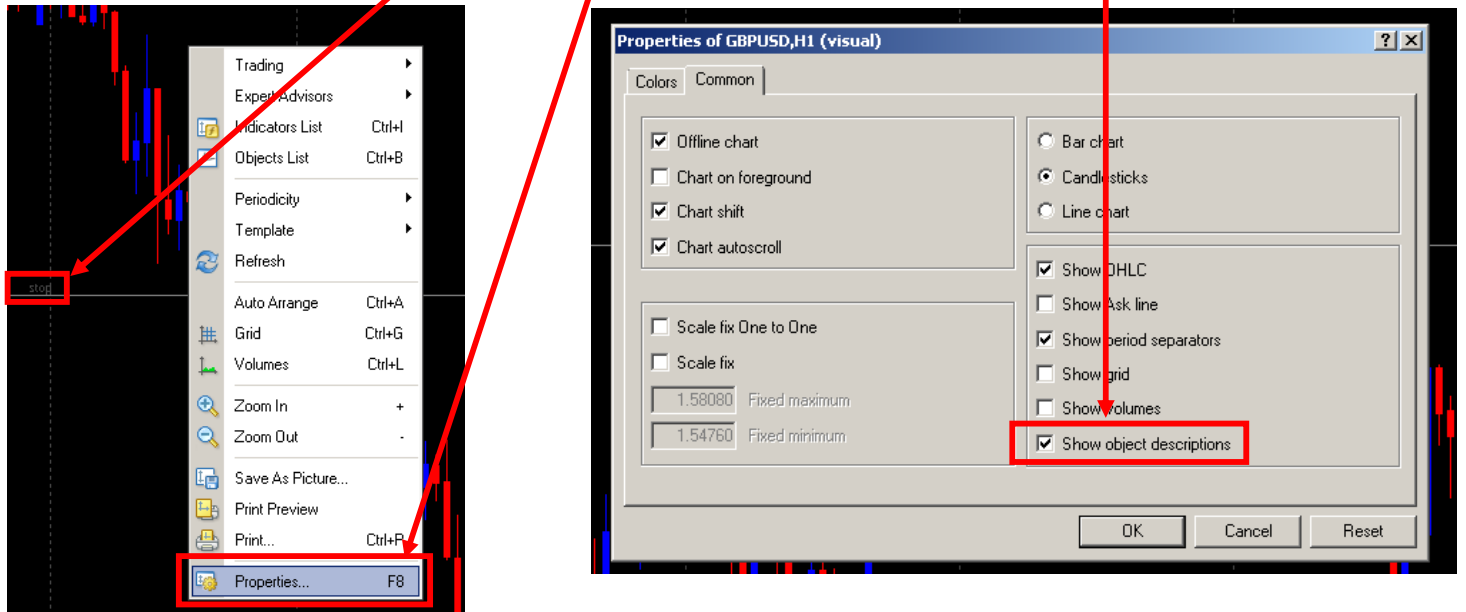 stop
Trading
Expert Advisors
Indicators List Ctrl+I
Objects List Ctrl+B
Periodicity
Template
Refresh
Auto Arrange Ctrl+A
Grid Ctrl+G
Volumes Ctrl+L
Zoom In +
Zoom Out -
Save As Picture...
Print Preview
Print... Ctrl+P
Properties... F8
Properties of GBPUSD,H1 (visual)
Colors Common
Offline chart
Chart on foreground
Chart shift
Chart autoscroll
Scale fix One to One
Scale fix
1.58080 Fixed maximum
1.54760 Fixed minimum
Bar chart
Candlesticks
Line chart
Show OHLC
Show Ask line
Show period separators
Show grid
Show volumes
Show object descriptions
OK Cancel Reset